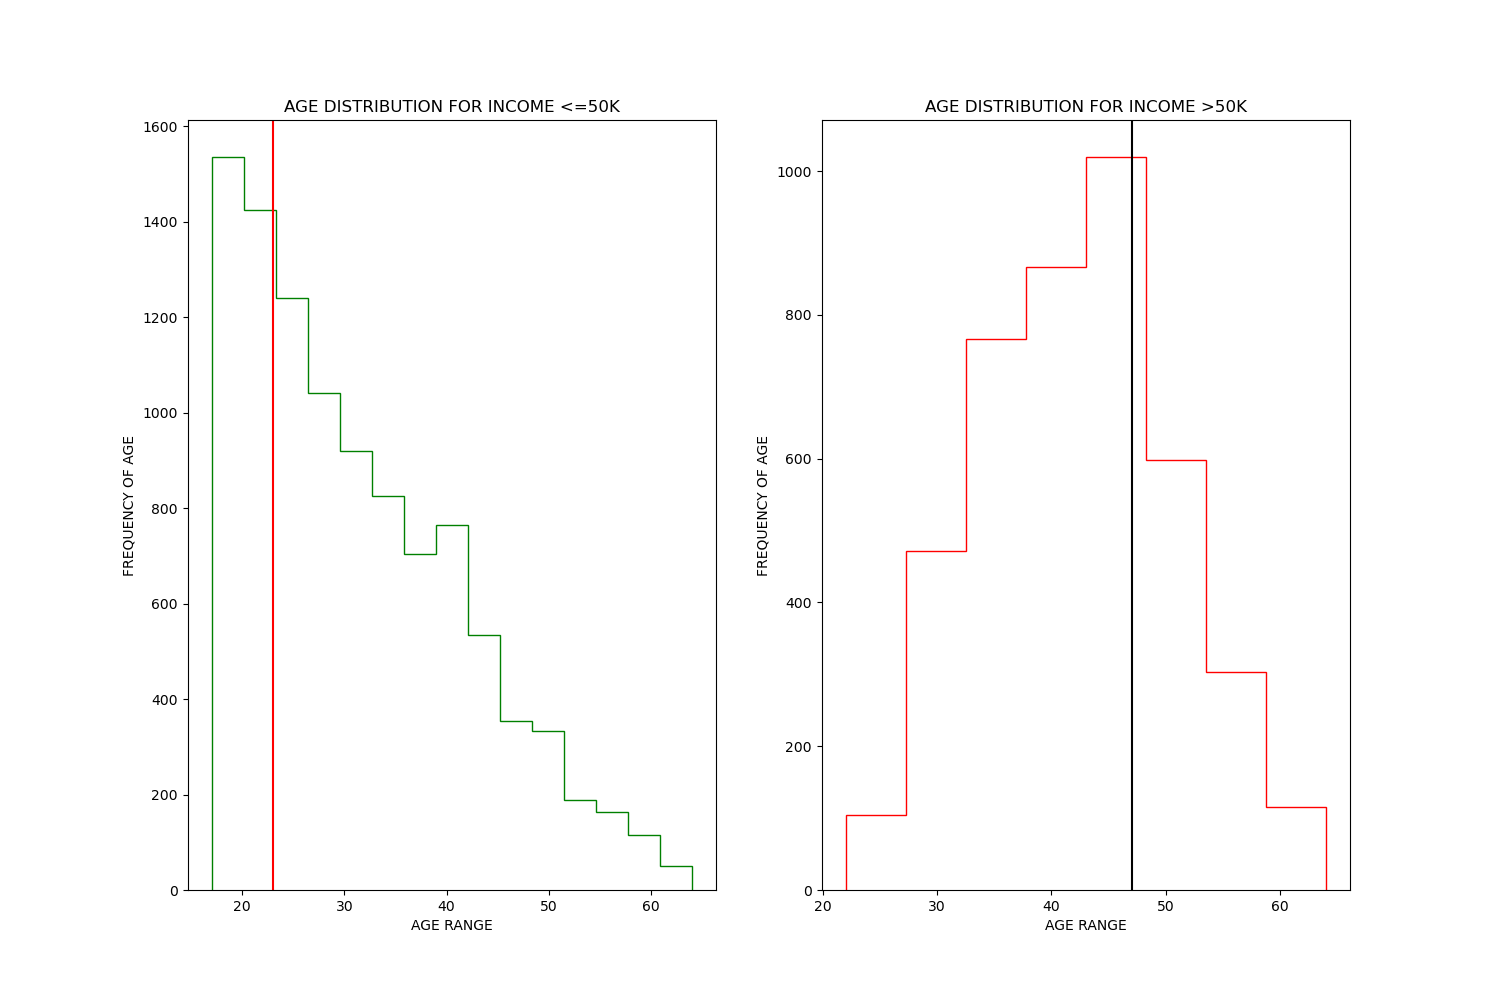 AGE DISTRIBUTION FOR INCOME <=50K
1600
1400
1200
1000
800
600
400
200
0
FREQUENCY OF AGE
20 30 40 50 60
AGE RANGE
AGE DISTRIBUTION FOR INCOME >50K
1000
800
600
400
200
0
FREQUENCY OF AGE
20 30 40 50 60
AGE RANGE